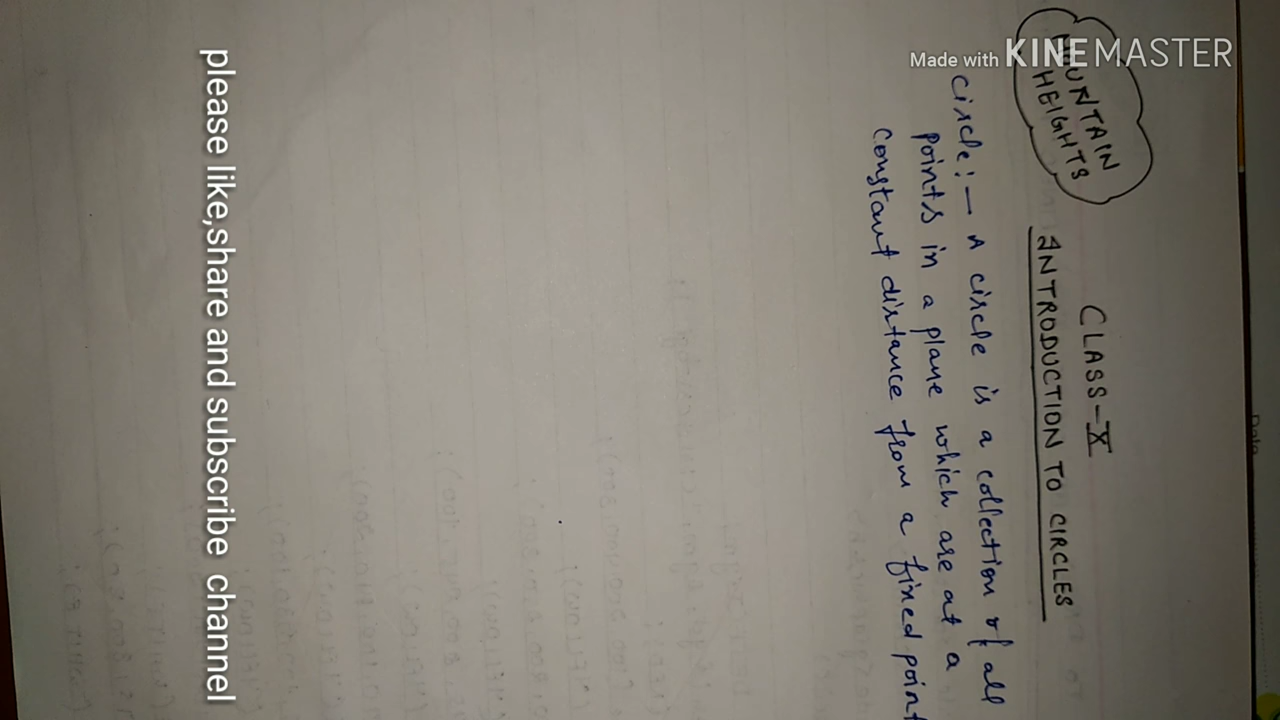 Made with KINEMASTER
MOUNTAIN
HEIGHTS
CLASS-X
INTRODUCTION TO CIRCLES
Circle:- A circle is a collection of all
points in a plane which are at a
constant distance from a fixed point
please like,share and subscribe channel